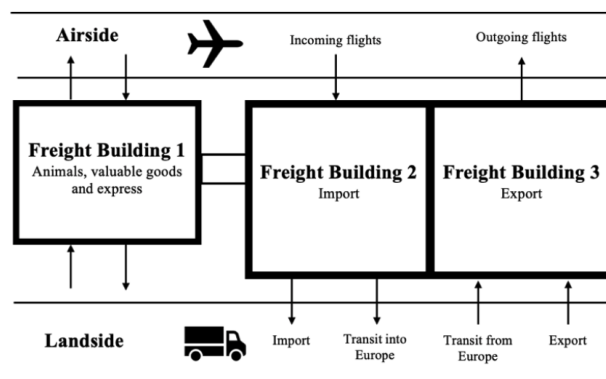 Airside
Incoming flights
Outgoing flights
Freight Building 1
Animals, valuable goods
and express
Freight Building 2
Import
Freight Building 3
Export
Landside
Import
Transit into
Europe
Transit from
Europe
Export